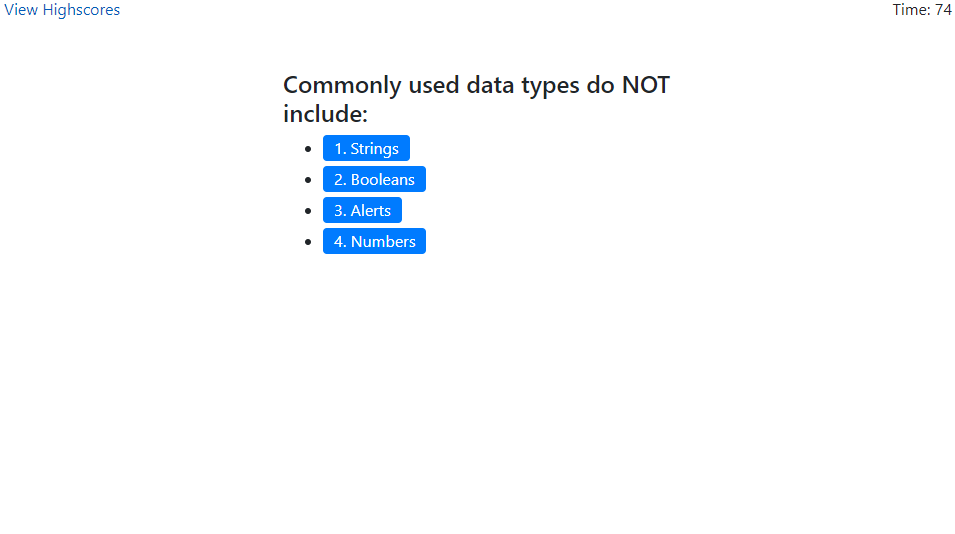 View Highscores
Time: 74
Commonly used data types do NOT
include:
1. Strings
2. Booleans
3. Alerts
4. Numbers